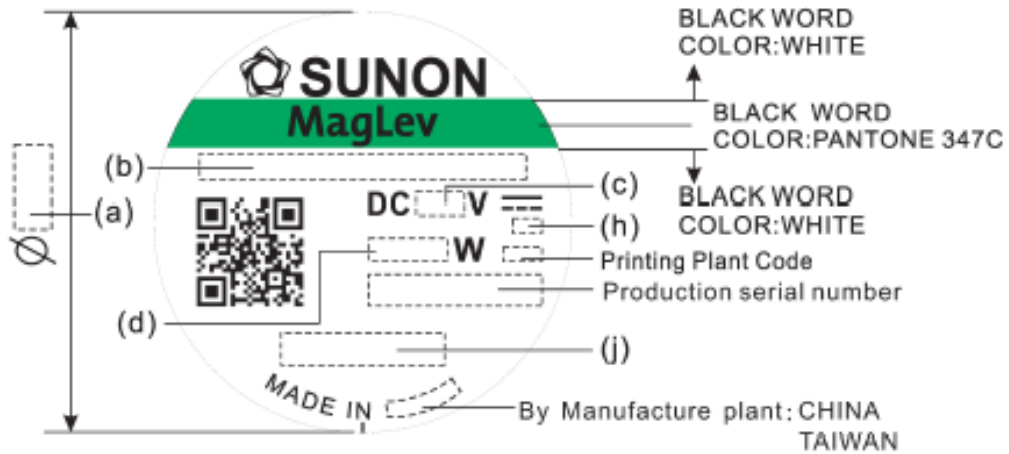 BLACK WORD
COLOR:WHITE
SUNON
MagLev
BLACK WORD
COLOR:PANTONE 347C
(b)
(c)
BLACK WORD
COLOR:WHITE
(a)
DC V
(h)
Ø
W
Printing Plant Code
Production serial number
(d)
(j)
MADE IN
By Manufacture plant: CHINA
TAIWAN